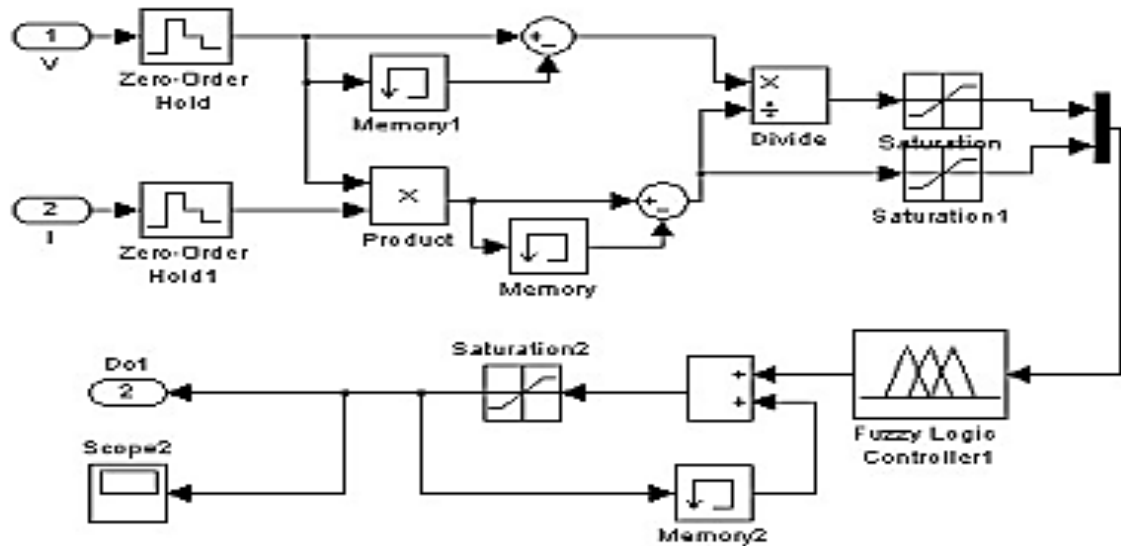 1
V
Zero-Order
Hold
Memory1
+
-
×
÷
Divide
Saturation
2
I
Zero-Order
Hold1
×
Product
Memory
+
-
Saturation1
Do1
2
Saturation2
+
+
Fuzzy Logic
Controller1
Scope2
Memory2